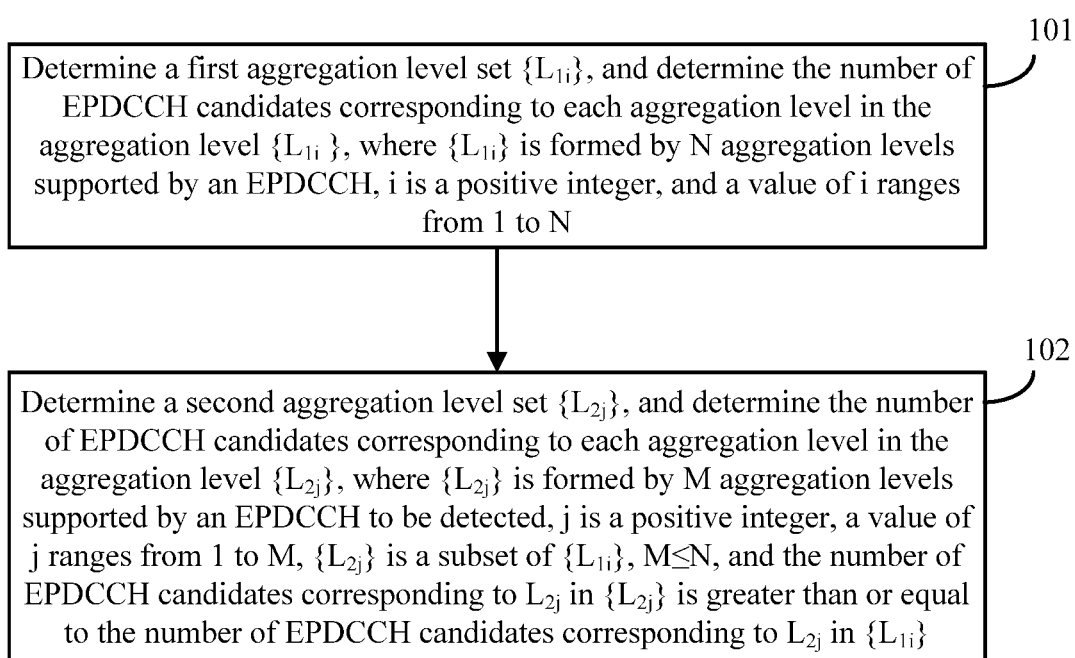 101
Determine a first aggregation level set {L₁ᵢ}, and determine the number of
EPDCCH candidates corresponding to each aggregation level in the
aggregation level {L₁ᵢ }, where {L₁ᵢ} is formed by N aggregation levels
supported by an EPDCCH, i is a positive integer, and a value of i ranges
from 1 to N
102
Determine a second aggregation level set {L₂ⱼ}, and determine the number
of EPDCCH candidates corresponding to each aggregation level in the
aggregation level {L₂ⱼ}, where {L₂ⱼ} is formed by M aggregation levels
supported by an EPDCCH to be detected, j is a positive integer, a value of
j ranges from 1 to M, {L₂ⱼ} is a subset of {L₁ᵢ}, M≤N, and the number of
EPDCCH candidates corresponding to L₂ⱼ in {L₂ⱼ} is greater than or equal
to the number of EPDCCH candidates corresponding to L₂ⱼ in {L₁ᵢ}